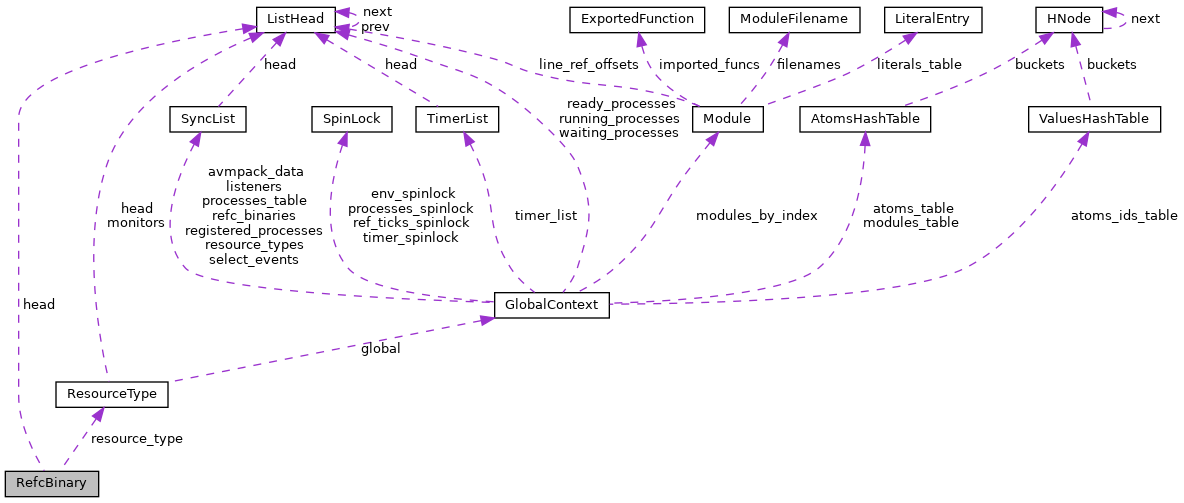 ListHead
next
prev
ExportedFunction
ModuleFilename
LiteralEntry
HNode
next
head
head
line_ref_offsets
imported_funcs
filenames
literals_table
buckets
buckets
ready_processes
running_processes
waiting_processes
SyncList
SpinLock
TimerList
Module
AtomsHashTable
ValuesHashTable
head
monitors
avmpack_data
listeners
processes_table
refc_binaries
registered_processes
resource_types
select_events
env_spinlock
processes_spinlock
ref_ticks_spinlock
timer_spinlock
timer_list
modules_by_index
atoms_table
modules_table
atoms_ids_table
head
GlobalContext
global
ResourceType
resource_type
RefcBinary